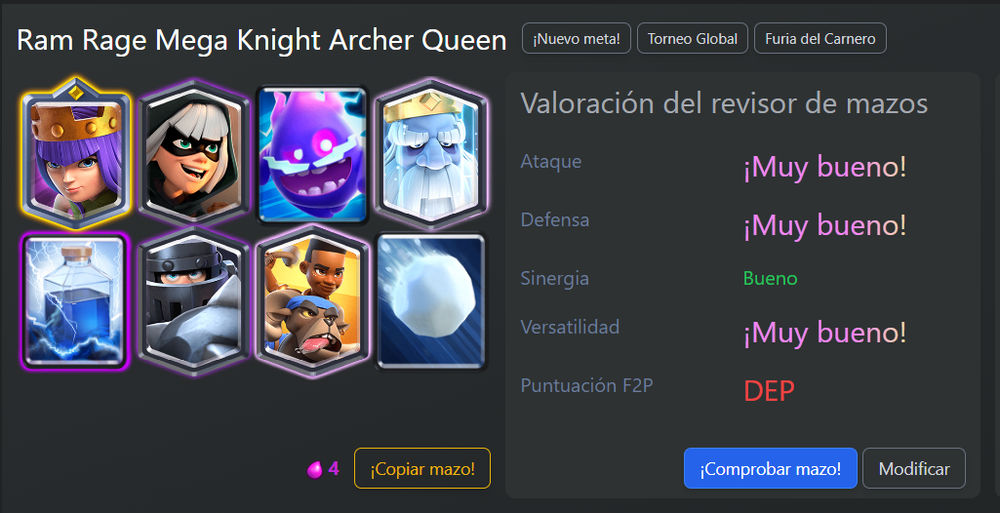 Ram Rage Mega Knight Archer Queen
¡Nuevo meta!
Torneo Global
Furia del Carnero
Valoración del revisor de mazos
Ataque
¡Muy bueno!
Defensa
¡Muy bueno!
Sinergia
Bueno
Versatilidad
¡Muy bueno!
Puntuación F2P
DEP
4
¡Copiar mazo!
¡Comprobar mazo!
Modificar